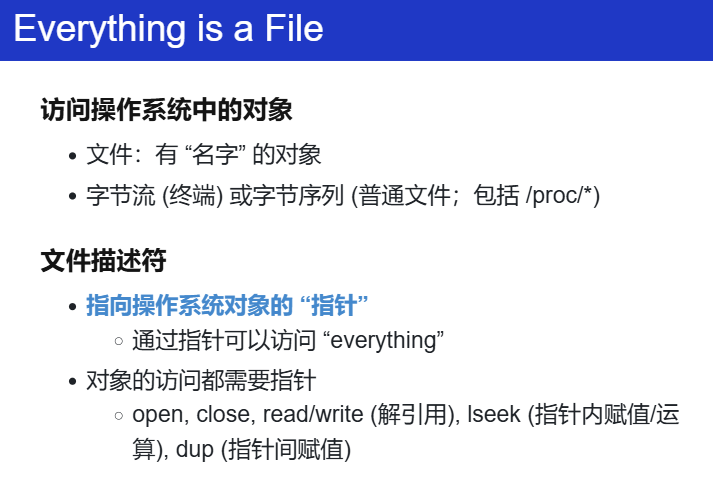 Everything is a File
访问操作系统中的对象
文件：有 “名字” 的对象
字节流 (终端) 或字节序列 (普通文件；包括 /proc/*)
文件描述符
指向操作系统对象的 “指针”
通过指针可以访问 “everything”
对象的访问都需要指针
open, close, read/write (解引用), lseek (指针内赋值/运
算), dup (指针间赋值)